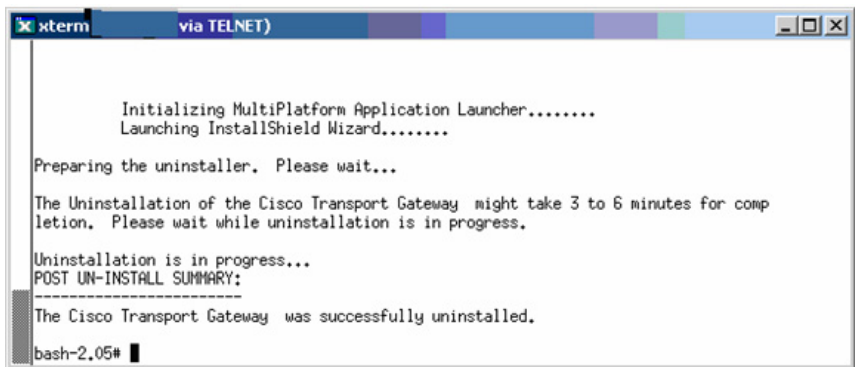 xterm via TELNET)
Initializing MultiPlatform Application Launcher........
Launching InstallShield Wizard........
Preparing the uninstaller.  Please wait...
The Uninstallation of the Cisco Transport Gateway  might take 3 to 6 minutes for comp
letion.  Please wait while uninstallation is in progress.
Uninstallation is in progress...
POST UN-INSTALL SUMMARY:
------------------------
The Cisco Transport Gateway  was successfully uninstalled.
bash-2.05#